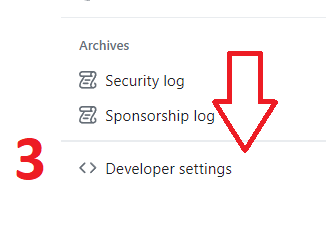 Archives
Security log
Sponsorship log
3
Developer settings